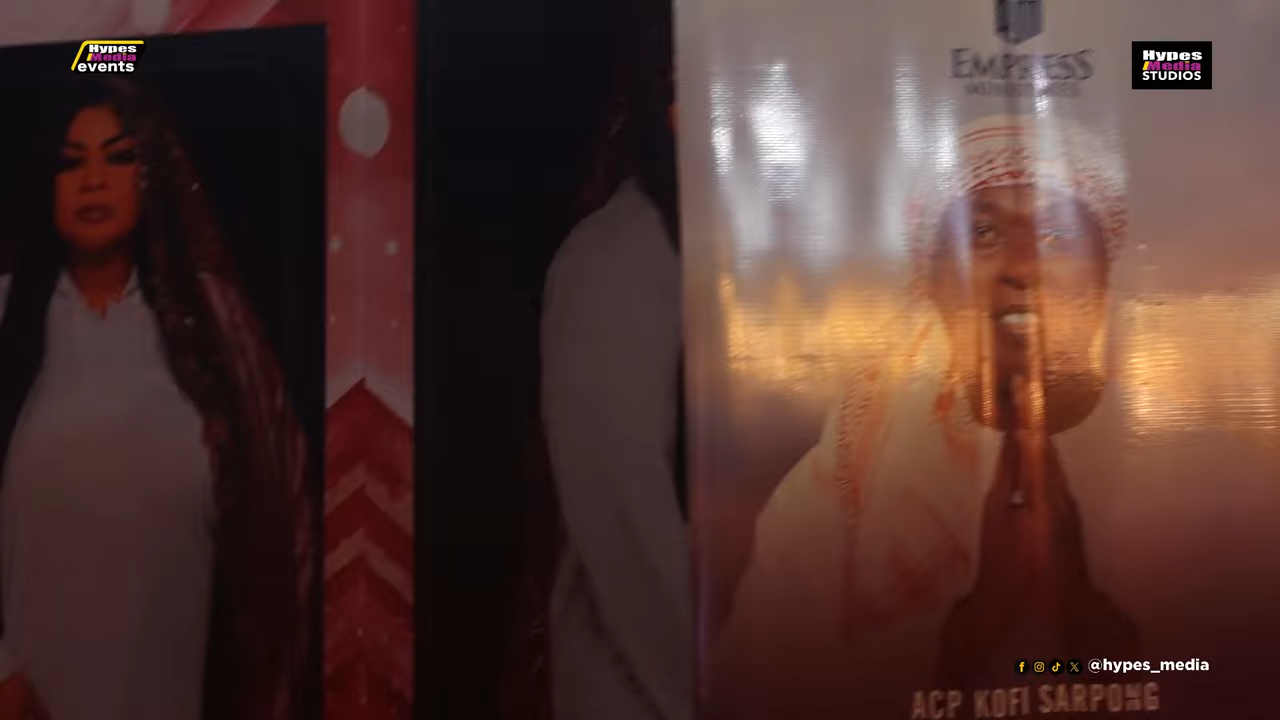 Hypes
Media
events
Hypes
Media
STUDIOS
EMPRESS
@hypes_media
ACP KOFI SARPONG